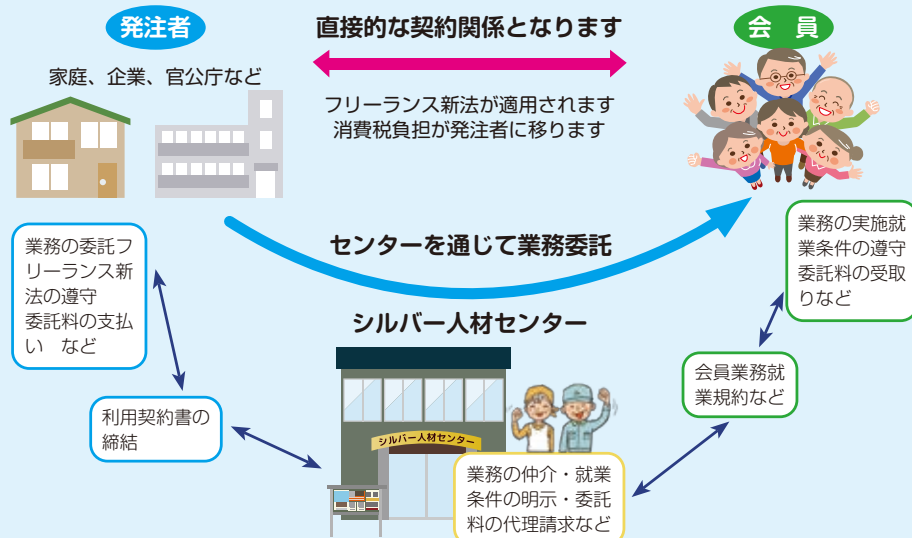 発注者
直接的な契約関係となります
会　員
家庭、企業、官公庁など
フリーランス新法が適用されます
消費税負担が発注者に移ります
業務の委託フ
リーランス新
法の遵守
委託料の支払
い　など
センターを通じて業務委託
業務の実施就
業条件の遵守
委託料の受取
りなど
シルバー人材センター
会員業務就
業規約など
利用契約書の
締結
シルバー人材センター
業務の仲介・就業
条件の明示・委託
料の代理請求など